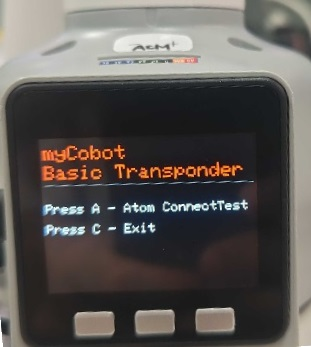 myCobot
Basic Transponder
Press A - Atom ConnectTest
Press C - Exit